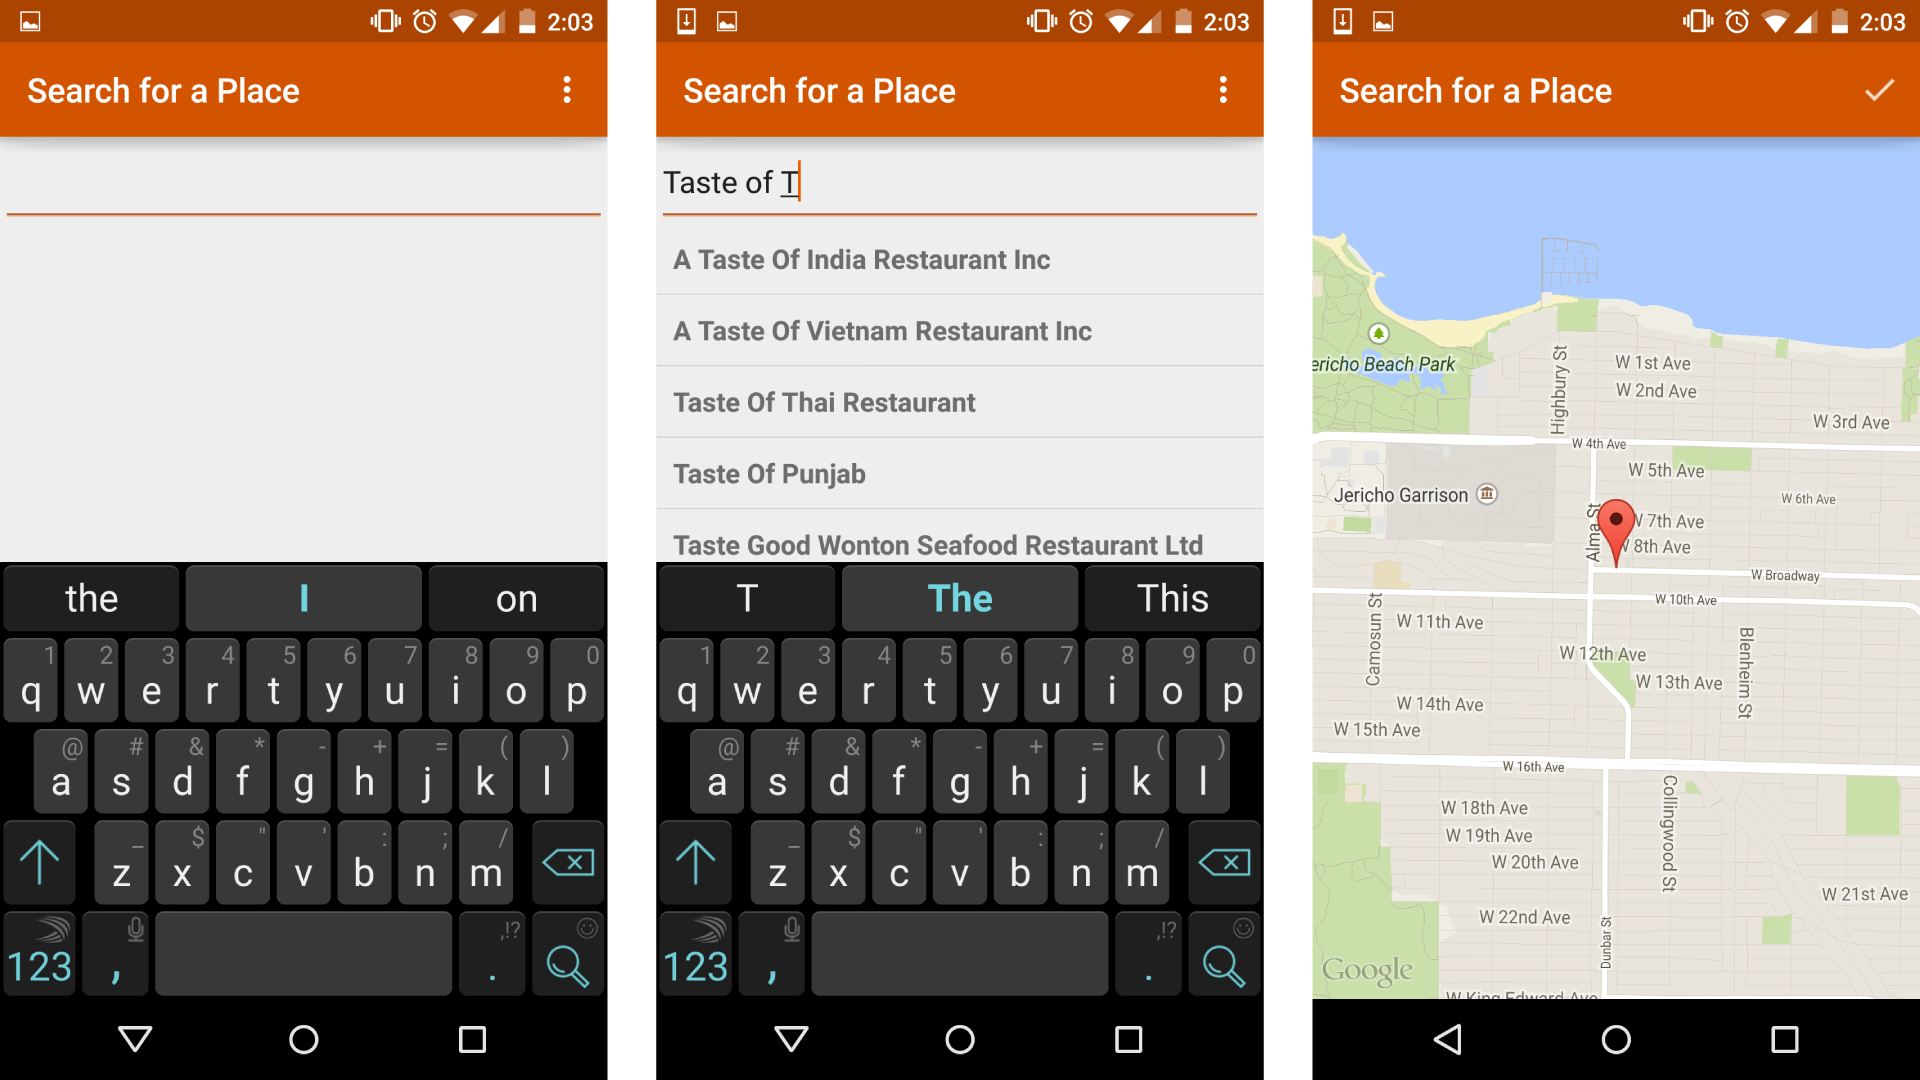 2:03
Search for a Place
the I on
1 2 3 4 5 6 7 8 9 0
q w e r t y u i o p
@ # & * - + = ( )
a s d f g h j k l
_ $ " ' : ; /
z x c v b n m
,!?
123 , .
2:03
Search for a Place
Taste of T
A Taste Of India Restaurant Inc
A Taste Of Vietnam Restaurant Inc
Taste Of Thai Restaurant
Taste Of Punjab
Taste Good Wonton Seafood Restaurant Ltd
T The This
1 2 3 4 5 6 7 8 9 0
q w e r t y u i o p
@ # & * - + = ( )
a s d f g h j k l
_ $ " ' : ; /
z x c v b n m
,!?
123 , .
2:03
Search for a Place
Highbury St
W 1st Ave
ericho Beach Park
W 2nd Ave
W 3rd Ave
W 4th Ave
W 5th Ave
Jericho Garrison
W 6th Ave
Alma St
W 7th Ave
W 8th Ave
W Broadway
W 10th Ave
Camosun St
W 11th Ave
Blenheim St
W 12th Ave
W 13th Ave
W 14th Ave
W 15th Ave
W 16th Ave
Collingwood St
W 18th Ave
W 19th Ave
W 20th Ave
W 21st Ave
W 22nd Ave
Dunbar St
Google
W King Edward Ave